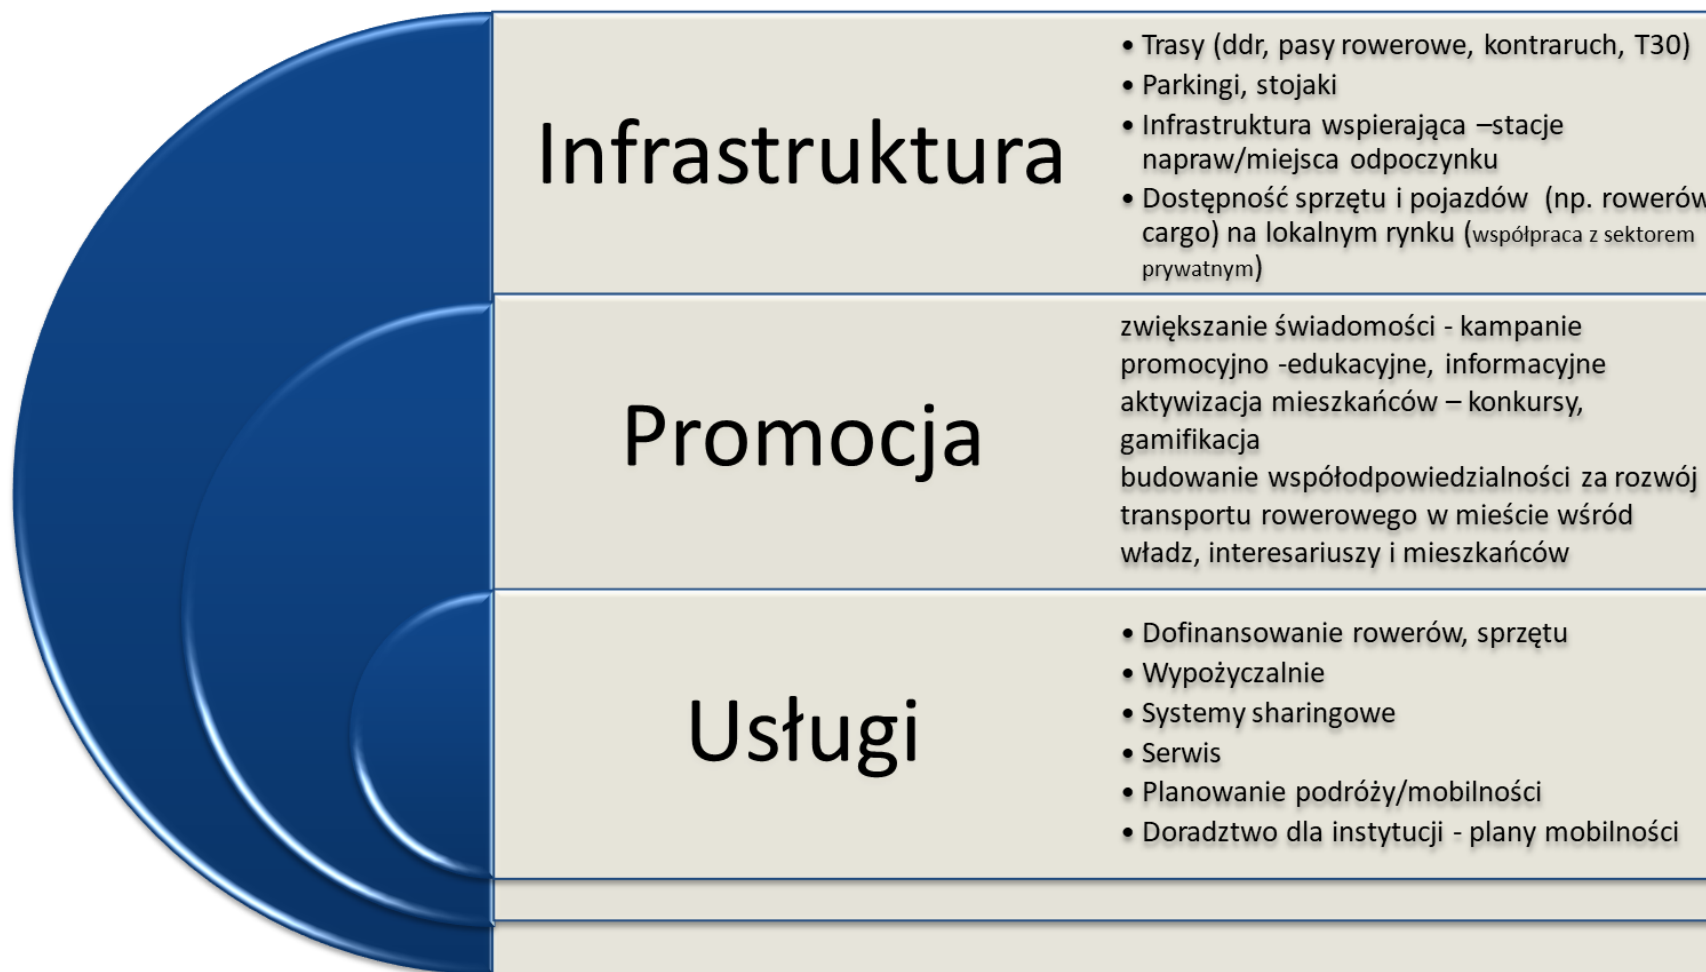 Infrastruktura
• Trasy (ddr, pasy rowerowe, kontraruch, T30)
• Parkingi, stojaki
• Infrastruktura wspierająca –stacje
napraw/miejsca odpoczynku
• Dostępność sprzętu i pojazdów (np. rowerów
cargo) na lokalnym rynku (współpraca z sektorem
prywatnym)
Promocja
zwiększanie świadomości - kampanie
promocyjno -edukacyjne, informacyjne
aktywizacja mieszkańców – konkursy,
gamifikacja
budowanie współodpowiedzialności za rozwój
transportu rowerowego w mieście wśród
władz, interesariuszy i mieszkańców
Usługi
• Dofinansowanie rowerów, sprzętu
• Wypożyczalnie
• Systemy sharingowe
• Serwis
• Planowanie podróży/mobilności
• Doradztwo dla instytucji - plany mobilności